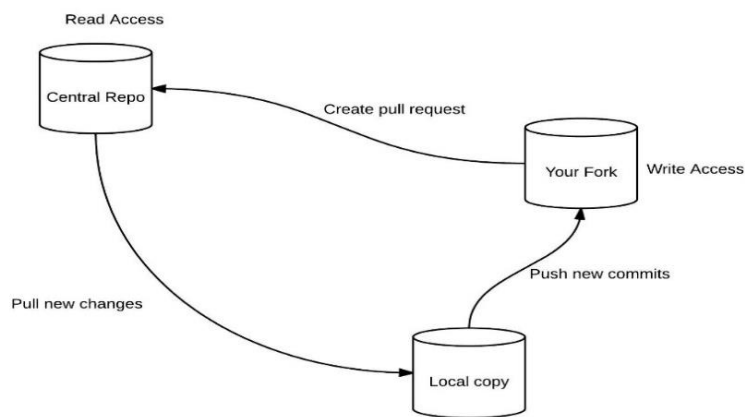 Read Access
Central Repo
Create pull request
Your Fork
Write Access
Push new commits
Pull new changes
Local copy